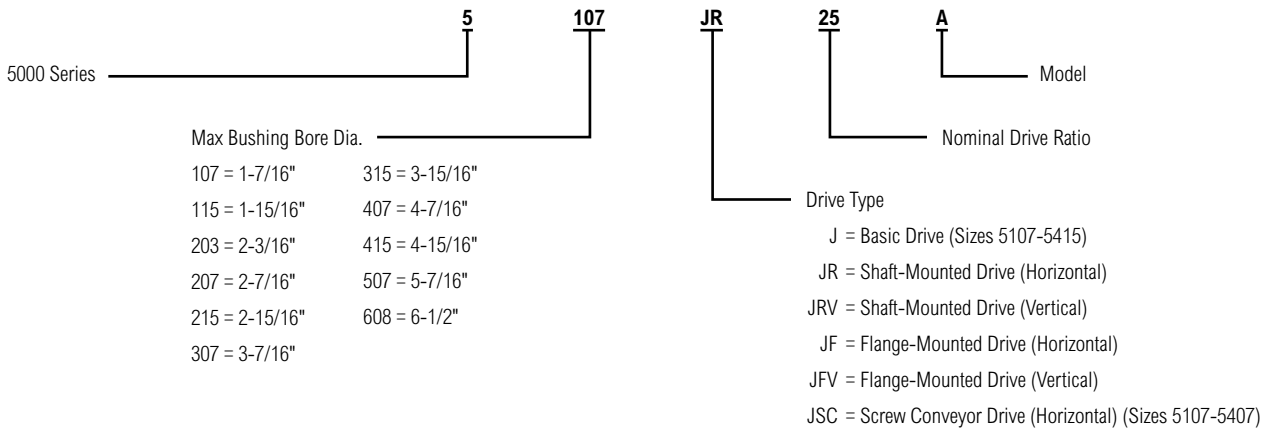 5 107 JR 25 A
5000 Series
Model
Max Bushing Bore Dia.
Nominal Drive Ratio
107 = 1-7/16" 315 = 3-15/16"
115 = 1-15/16" 407 = 4-7/16"
203 = 2-3/16" 415 = 4-15/16"
207 = 2-7/16" 507 = 5-7/16"
215 = 2-15/16" 608 = 6-1/2"
307 = 3-7/16"
Drive Type
J = Basic Drive (Sizes 5107-5415)
JR = Shaft-Mounted Drive (Horizontal)
JRV = Shaft-Mounted Drive (Vertical)
JF = Flange-Mounted Drive (Horizontal)
JFV = Flange-Mounted Drive (Vertical)
JSC = Screw Conveyor Drive (Horizontal) (Sizes 5107-5407)